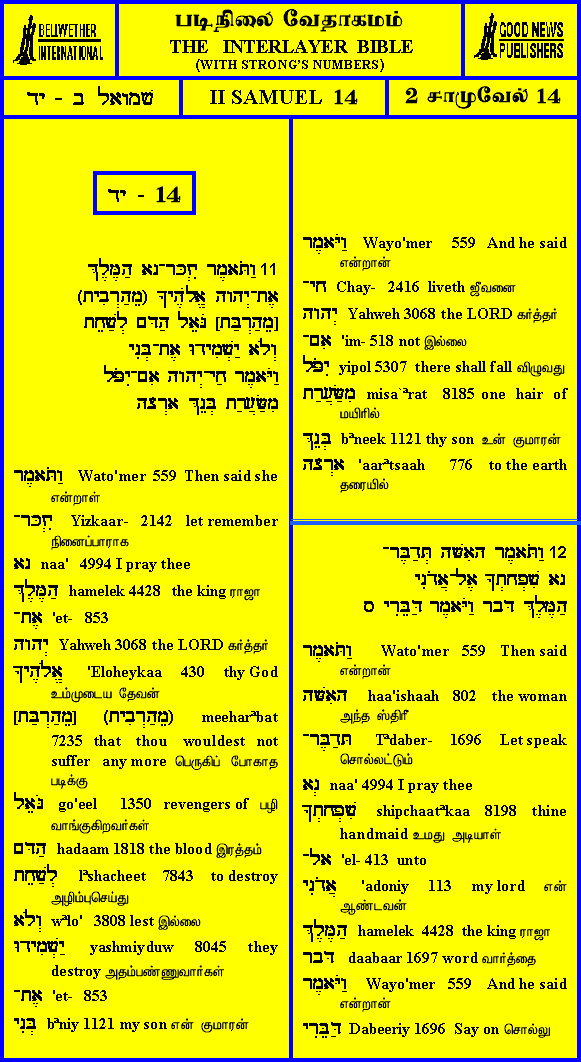 BELLWETHER
INTERNATIONAL
படிநிலை வேதாகமம்
THE INTERLAYER BIBLE
(WITH STRONG'S NUMBERS)
GOOD NEWS
PUBLISHERS
שמואל ב - יד
II SAMUEL 14
2 சாமுவேல் 14
יד - 14
11 וַתֹּאמֶר יִזְכָּר־נָא הַמֶּלֶךְ
אֶת־יְהוָה אֱלֹהֶיךָ (מֵהַרְבִּית)
[מֵהַרְבַּת] גֹּאֵל הַדָּם לְשַׁחֵת
וְלֹא יַשְׁמִידוּ אֶת־בְּנִי
וַיֹּאמֶר חַי־יְהוָה אִם־יִפֹּל
מִשַּׂעֲרַת בְּנֵךְ אָרְצָה
וַתֹּאמֶר Wato'mer 559 Then said she
என்றாள்
יִזְכָּר־ Yizkaar- 2142 let remember
நினைப்பாராக
נָא naa' 4994 I pray thee
הַמֶּלֶךְ hamelek 4428 the king ராஜா
אֶת־ 'et- 853
יְהוָה Yahweh 3068 the LORD கர்த்தர்
אֱלֹהֶיךָ 'Eloheykaa 430 thy God
உம்முடைய தேவன்
[מֵהַרְבַּת] (מֵהַרְבִּית) meeharªbat
7235 that thou wouldest not
suffer any more பெருகிப் போகாத
படிக்கு
גֹּאֵל go'eel 1350 revengers of பழி
வாங்குகிறவர்கள்
הַדָּם hadaam 1818 the blood இரத்தம்
לְשַׁחֵת lªshacheet 7843 to destroy
அழிம்புசெய்து
וְלֹא wªlo' 3808 lest இல்லை
יַשְׁמִידוּ yashmiyduw 8045 they
destroy அதம்பண்ணுவார்கள்
אֶת־ 'et- 853
בְּנִי bªniy 1121 my son என் குமாரன்
וַיֹּאמֶר Wayo'mer 559 And he said
என்றான்
חַי־ Chay- 2416 liveth ஜீவனை
יְהוָה Yahweh 3068 the LORD கர்த்தர்
אִם־ 'im- 518 not இல்லை
יִפֹּל yipol 5307 there shall fall விழுவது
מִשַּׂעֲרַת misa`ªrat 8185 one hair of
மயிரில்
בְּנֵךְ bªneek 1121 thy son உன் குமாரன்
אָרְצָה 'aarªtsaah 776 to the earth
தரையில்
12 וַתֹּאמֶר הָאִשָּׁה תְּדַבֶּר־
נָא שִׁפְחָתְךָ אֶל־אֲדֹנִי
הַמֶּלֶךְ דָּבָר וַיֹּאמֶר דַּבֵּרִי ס
וַתֹּאמֶר Wato'mer 559 Then said
என்றான்
הָאִשָּׁה haa'ishaah 802 the woman
அந்த ஸ்திரீ
תְּדַבֶּר־ Tªdaber- 1696 Let speak
சொல்லட்டும்
נָא naa' 4994 I pray thee
שִׁפְחָתְךָ shipchaatªkaa 8198 thine
handmaid உமது அடியாள்
אֶל־ 'el- 413 unto
אֲדֹנִי 'adoniy 113 my lord என்
ஆண்டவன்
הַמֶּלֶךְ hamelek 4428 the king ராஜா
דָּבָר daabaar 1697 word வார்த்தை
וַיֹּאמֶר Wayo'mer 559 And he said
என்றான்
דַּבֵּרִי Dabeeriy 1696 Say on சொல்லு